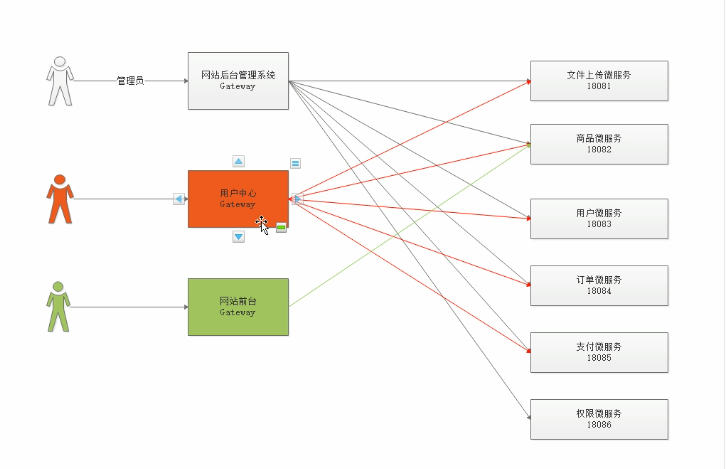 管理员
网站后台管理系统
Gateway
用户中心
Gateway
网站前台
Gateway
文件上传微服务
18081
商品微服务
18082
用户微服务
18083
订单微服务
18084
支付微服务
18085
权限微服务
18086